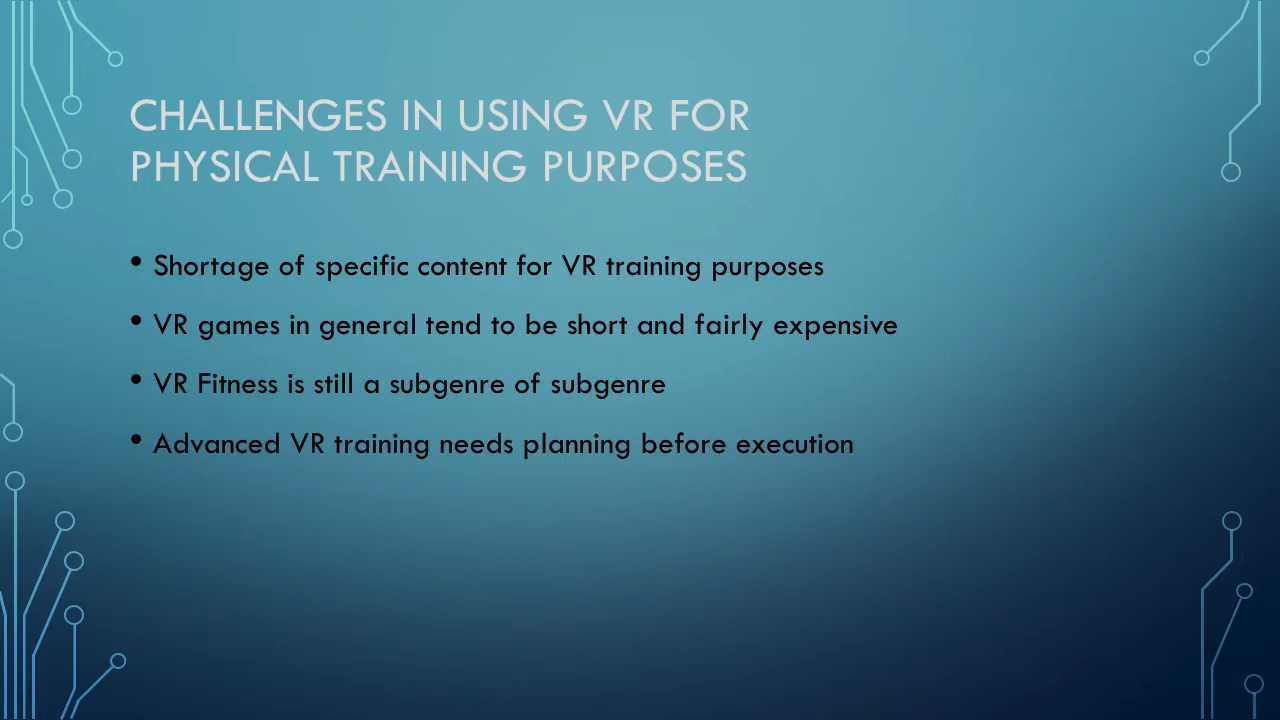 CHALLENGES IN USING VR FOR
PHYSICAL TRAINING PURPOSES
• Shortage of specific content for VR training purposes
• VR games in general tend to be short and fairly expensive
• VR Fitness is still a subgenre of subgenre
• Advanced VR training needs planning before execution